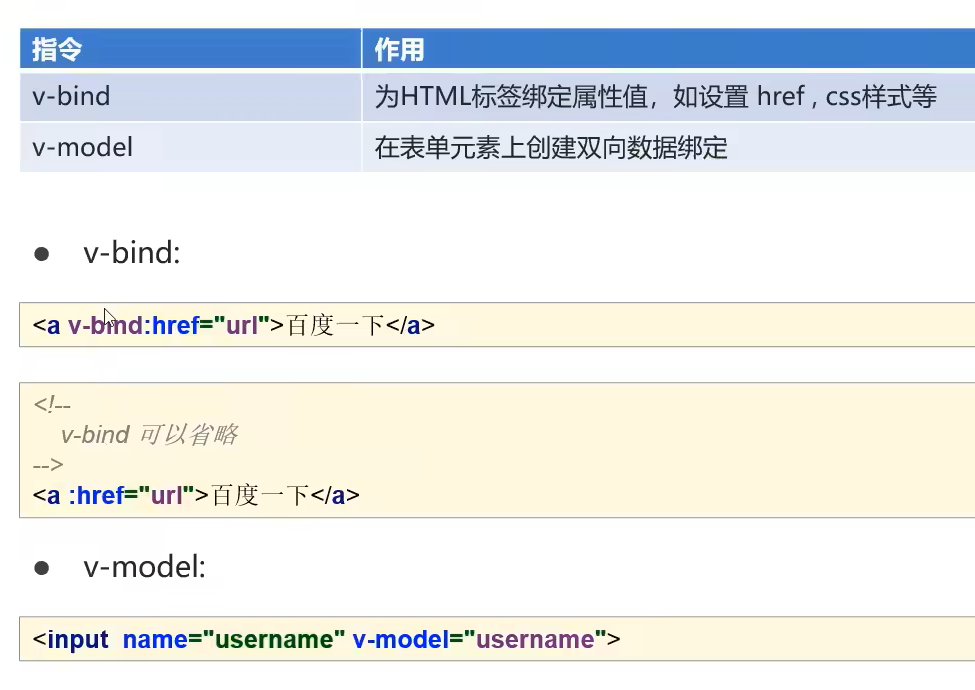 指令 作用
v-bind 为HTML标签绑定属性值，如设置 href , css样式等
v-model 在表单元素上创建双向数据绑定
● v-bind:
<a v-bind:href="url">百度一下</a>
<!--
v-bind 可以省略
-->
<a :href="url">百度一下</a>
● v-model:
<input name="username" v-model="username">